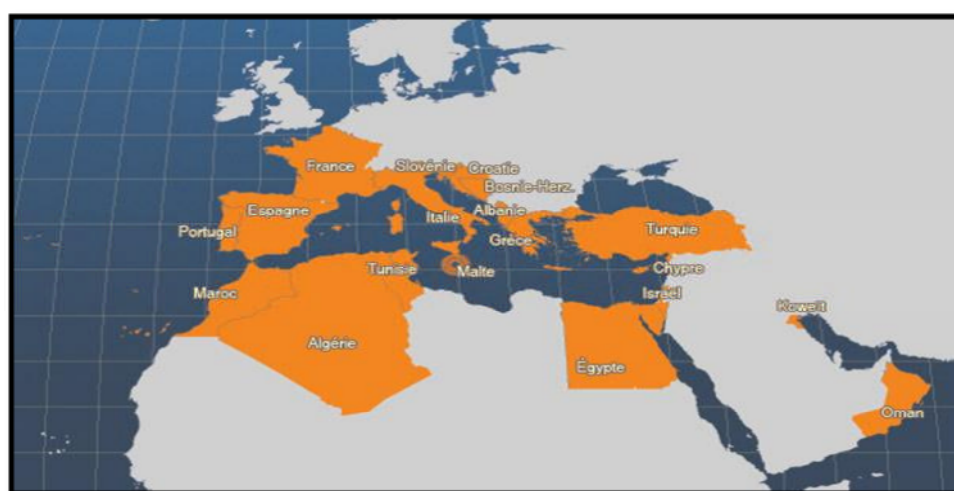 France
Slovénie
Croatie
Bosnie-Herz.
Espagne
Albanie
Italie
Portugal
Turquie
Grèce
Tunisie
Malte
Chypre
Maroc
Israël
Koweït
Algérie
Égypte
Oman